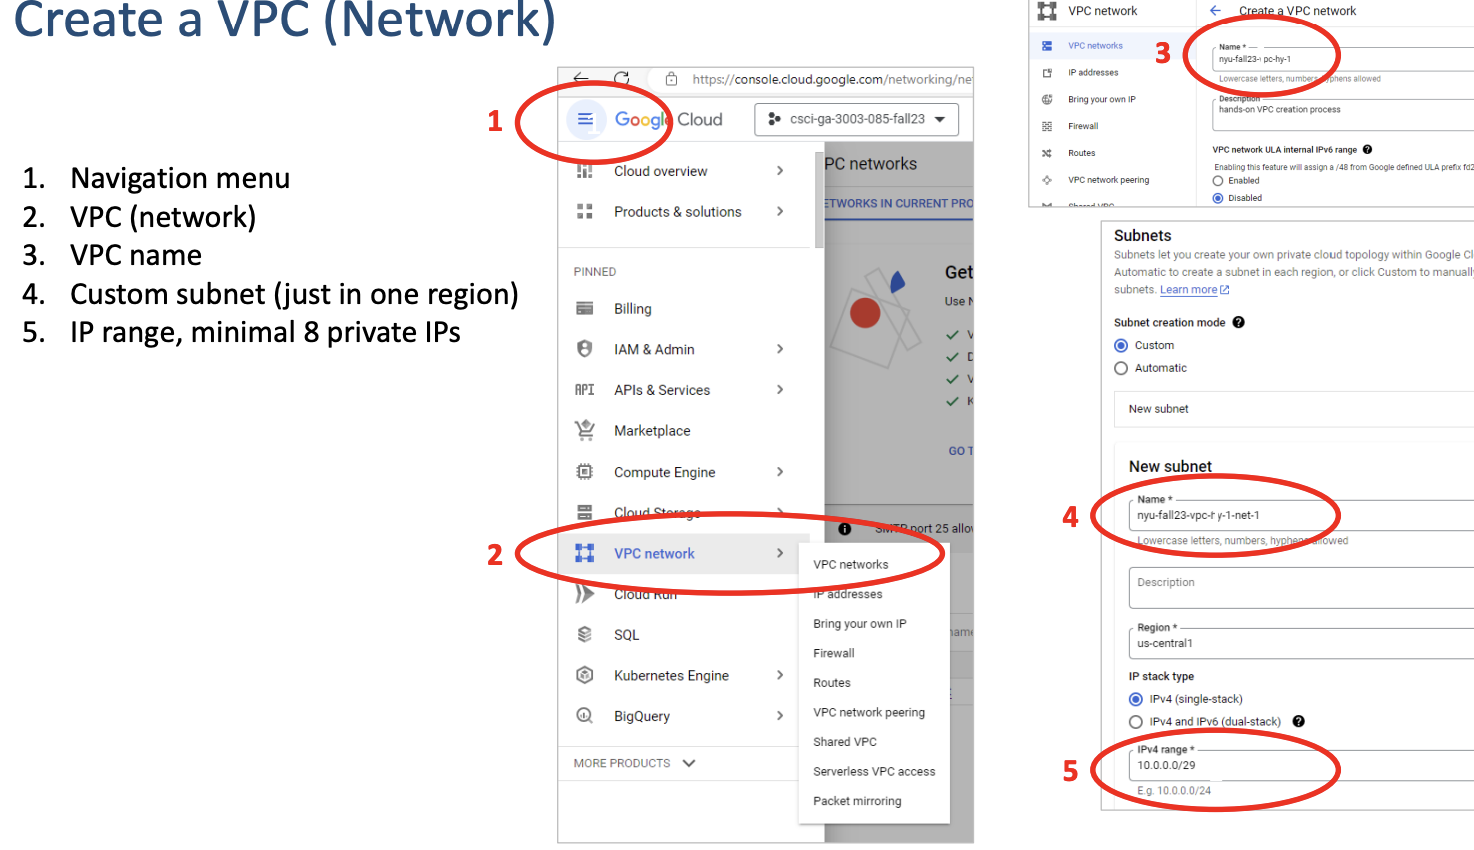 Create a VPC (Network)
1. Navigation menu
2. VPC (network)
3. VPC name
4. Custom subnet (just in one region)
5. IP range, minimal 8 private IPs
https://console.cloud.google.com/networking/ne
1
Google Cloud
csci-ga-3003-085-fall23
Cloud overview
Products & solutions
PINNED
Billing
IAM & Admin
API APIs & Services
Marketplace
Compute Engine
Cloud Storage
2
VPC network
Cloud Run
SQL
Kubernetes Engine
BigQuery
MORE PRODUCTS
PC networks
ETWORKS IN CURRENT PRO
Get
Use N
V
D
V
K
GO T
SMTP port 25 allow
name
VPC networks
IP addresses
Bring your own IP
Firewall
Routes
VPC network peering
Shared VPC
Serverless VPC access
Packet mirroring
VPC network
VPC networks
IP addresses
Bring your own IP
Firewall
Routes
VPC network peering
Shared VPC
Create a VPC network
3
Name *
nyu-fall23- pc-hy-1
Lowercase letters, numbers, hyphens allowed
Description
hands-on VPC creation process
VPC network ULA internal IPv6 range
Enabling this feature will assign a /48 from Google defined ULA prefix fd2
Enabled
Disabled
Subnets
Subnets let you create your own private cloud topology within Google Cl
Automatic to create a subnet in each region, or click Custom to manually
subnets. Learn more
Subnet creation mode
Custom
Automatic
New subnet
New subnet
4
Name *
nyu-fall23-vpc-hy-1-net-1
Lowercase letters, numbers, hyphens allowed
Description
Region *
us-central1
IP stack type
IPv4 (single-stack)
IPv4 and IPv6 (dual-stack)
5
IPv4 range *
10.0.0.0/29
E.g. 10.0.0.0/24